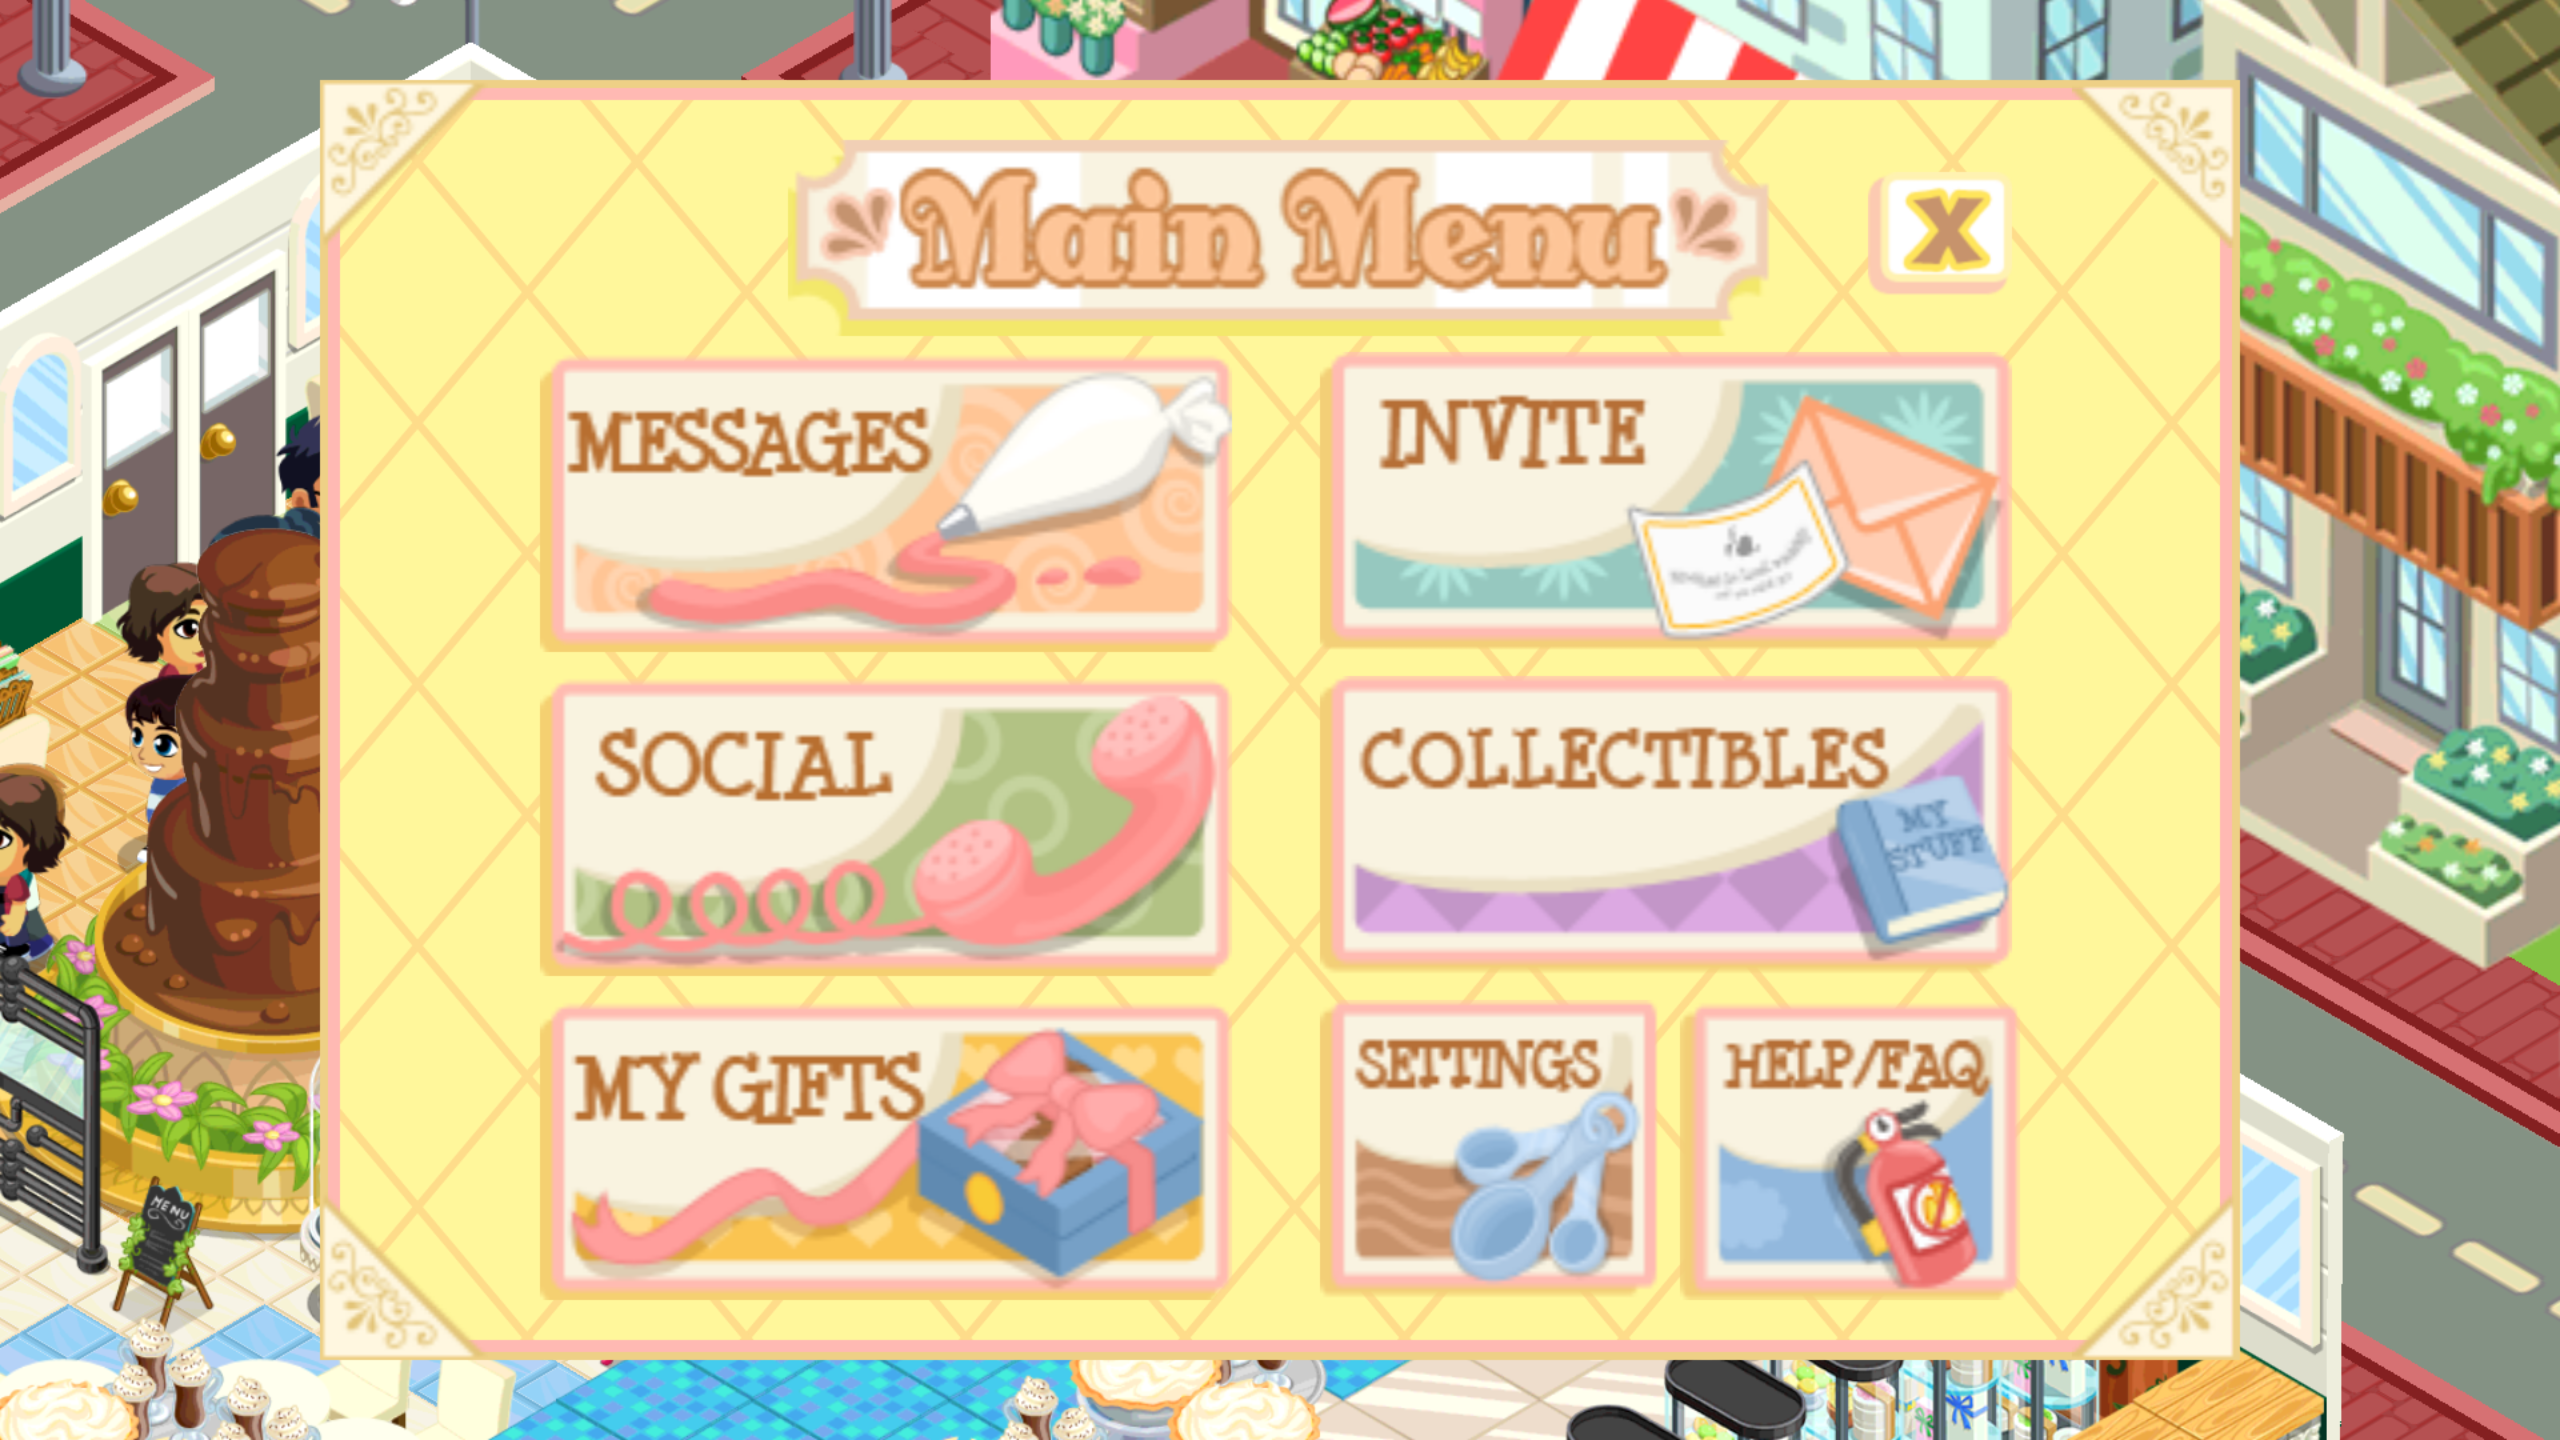 Main Menu
X
MESSAGES
INVITE
SOCIAL
COLLECTIBLES
MY
STUFF
MY GIFTS
SETTINGS
HELP/FAQ
MENU